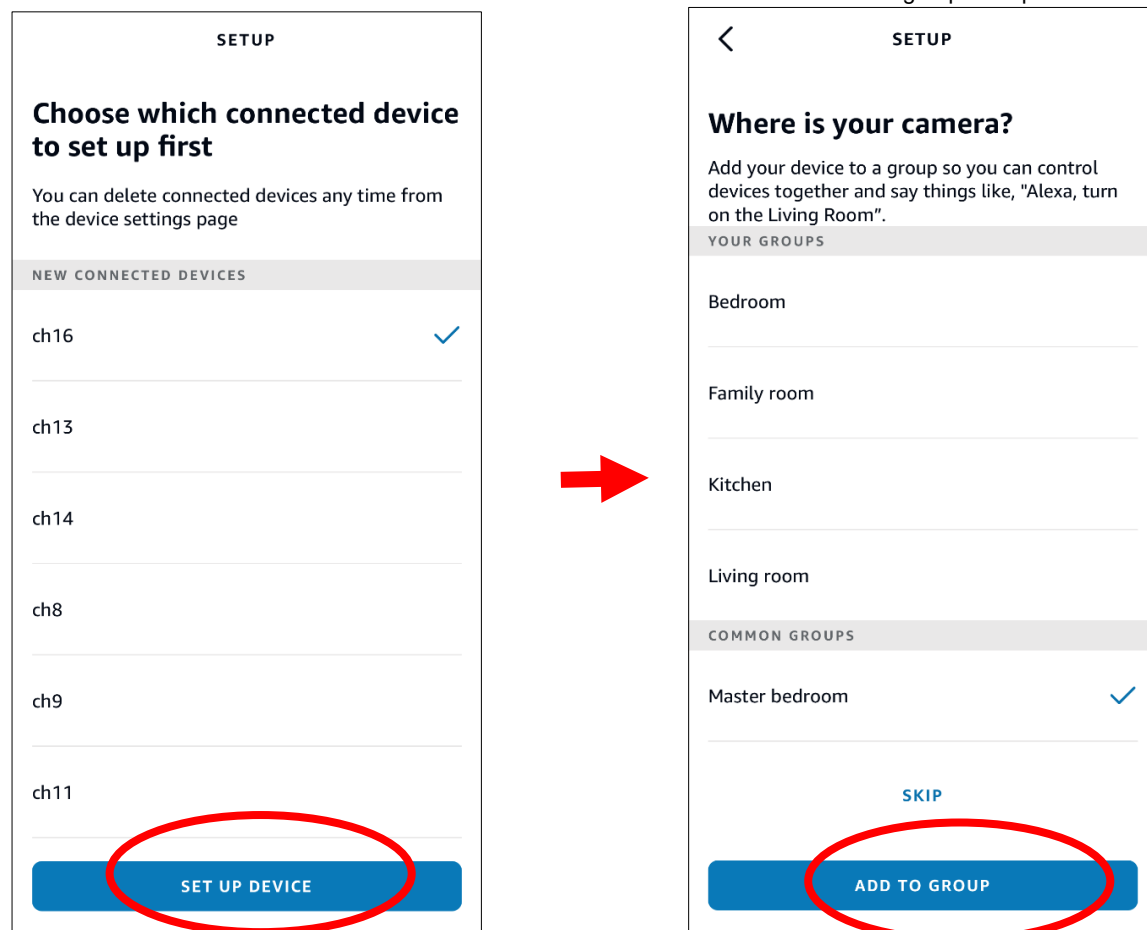 SETUP
Choose which connected device
to set up first
You can delete connected devices any time from
the device settings page
NEW CONNECTED DEVICES
ch16
ch13
ch14
ch8
ch9
ch11
SET UP DEVICE
SETUP
Where is your camera?
Add your device to a group so you can control
devices together and say things like, "Alexa, turn
on the Living Room”.
YOUR GROUPS
Bedroom
Family room
Kitchen
Living room
COMMON GROUPS
Master bedroom
SKIP
ADD TO GROUP